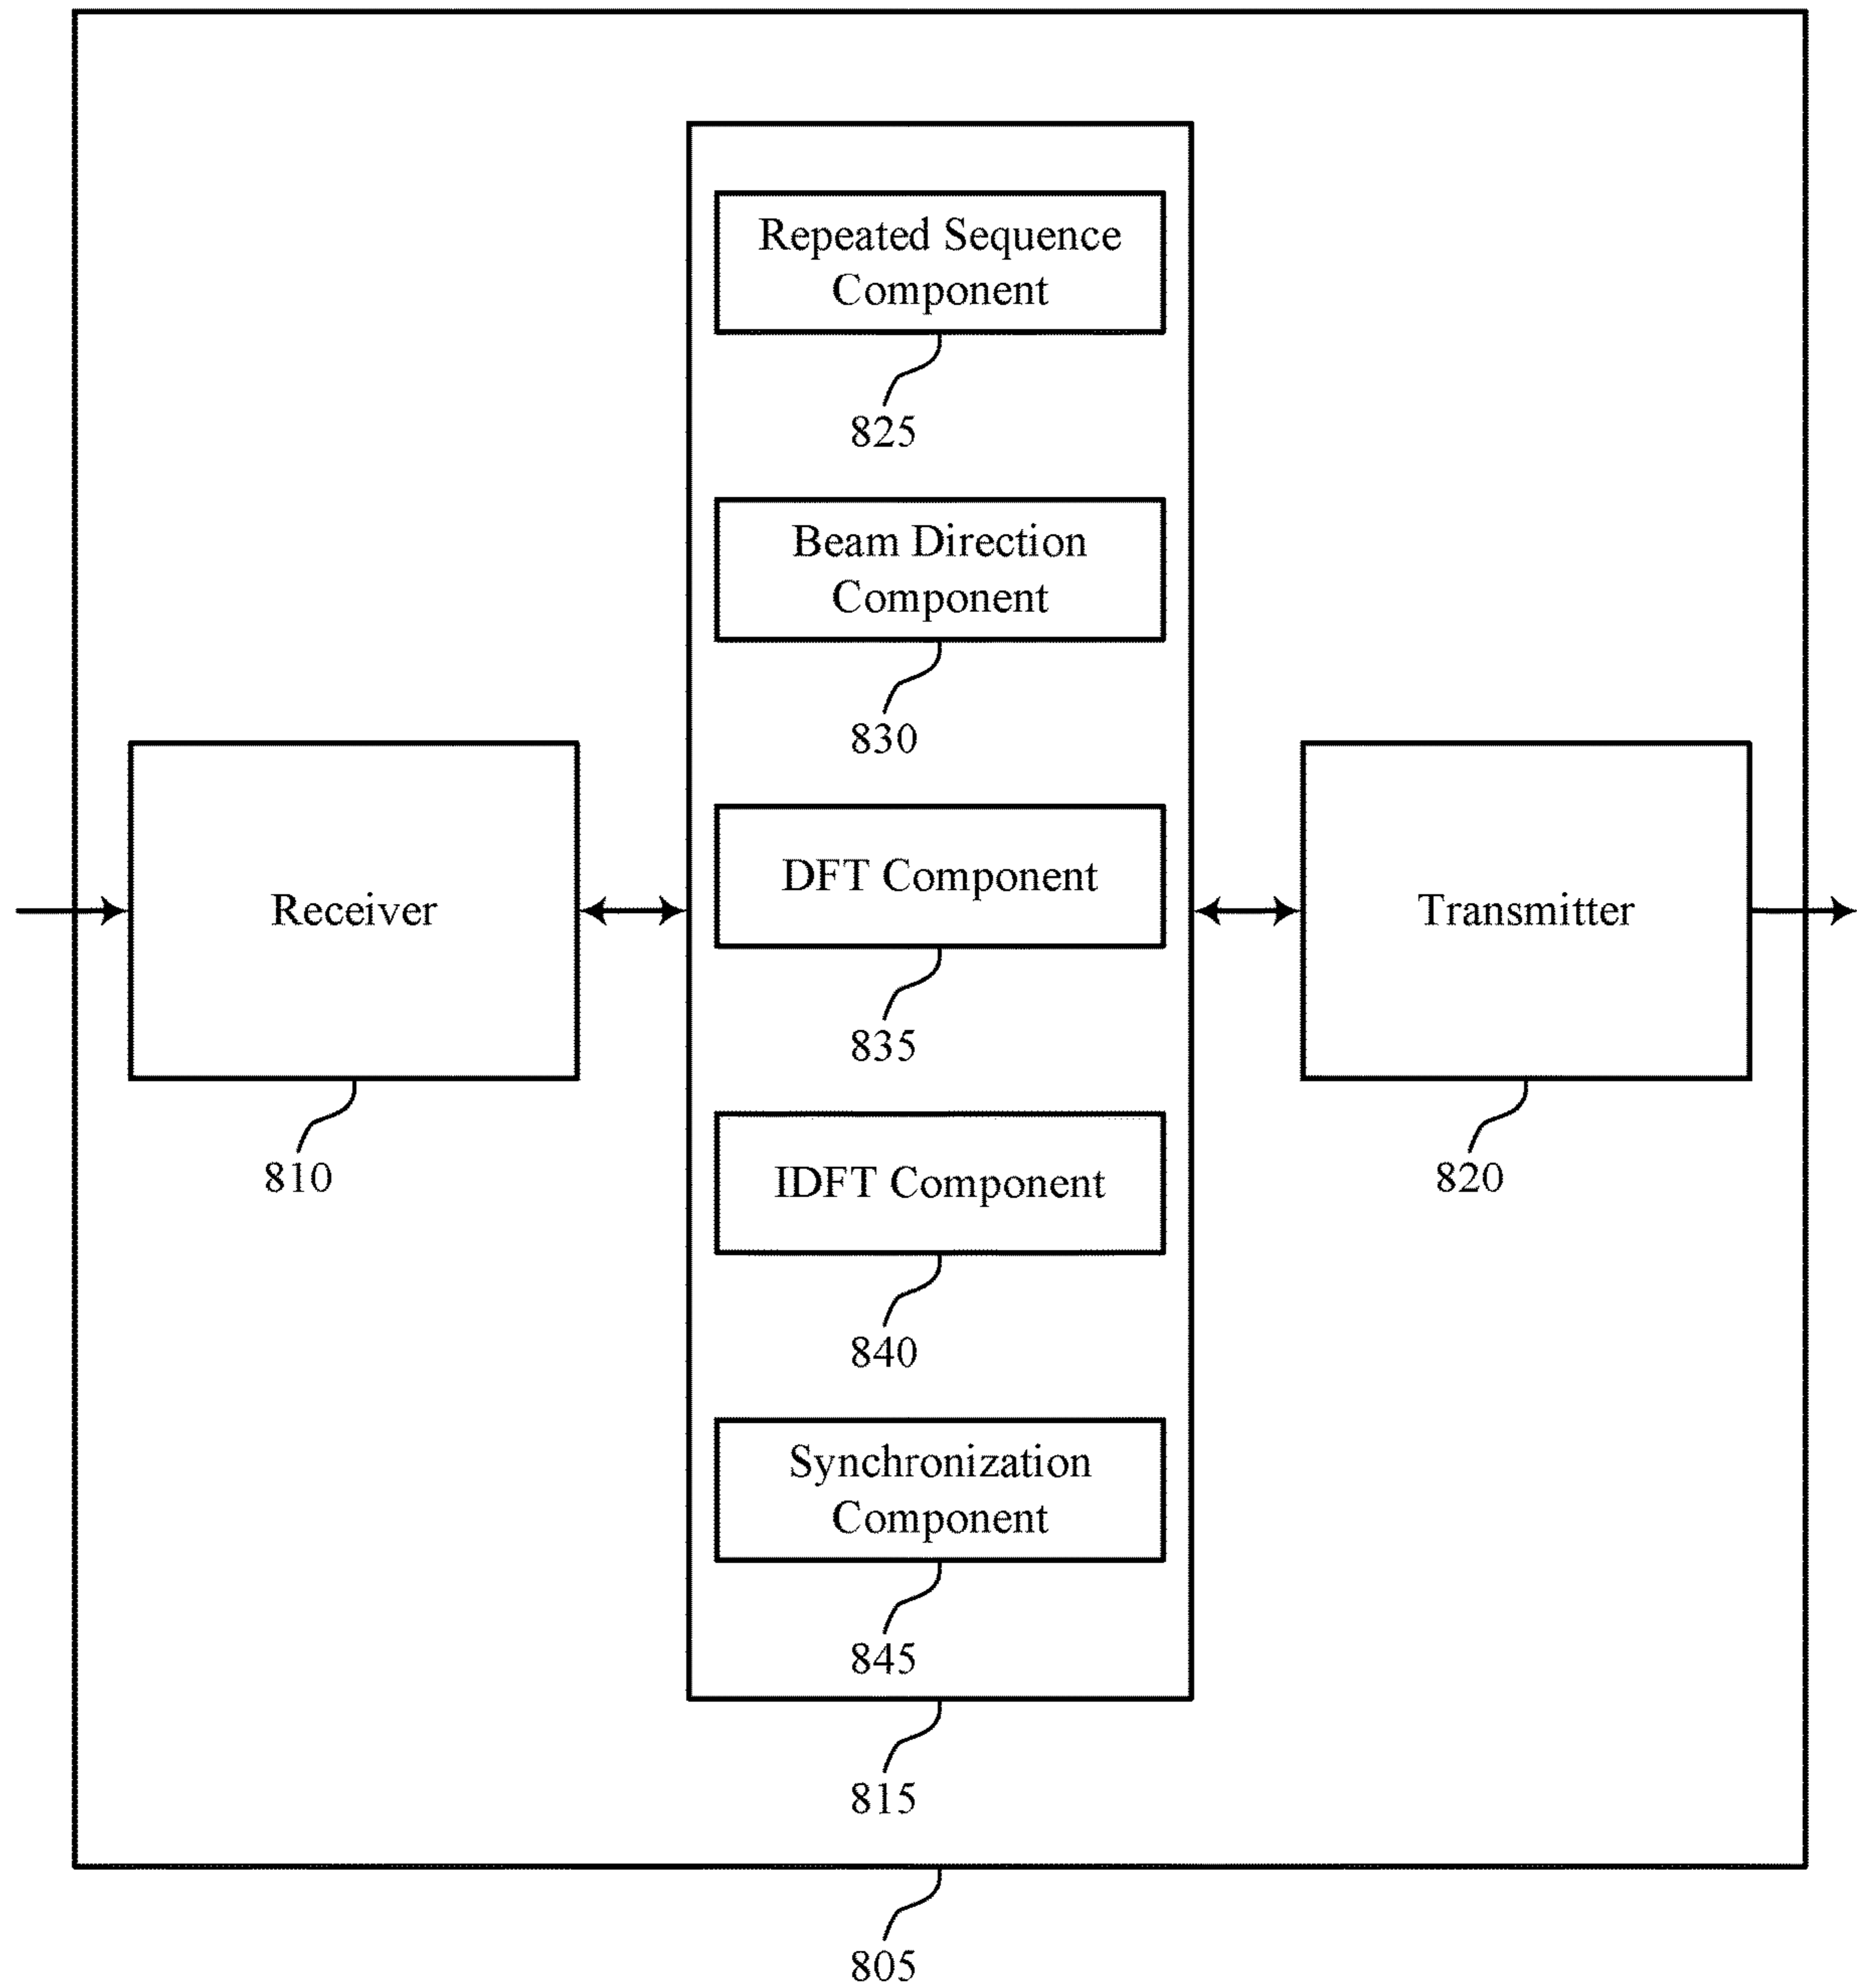 Repeated Sequence
Component
825
Beam Direction
Component
830
DFT Component
835
Receiver
810
Transmitter
820
IDFT Component
840
Synchronization
Component
845
815
805